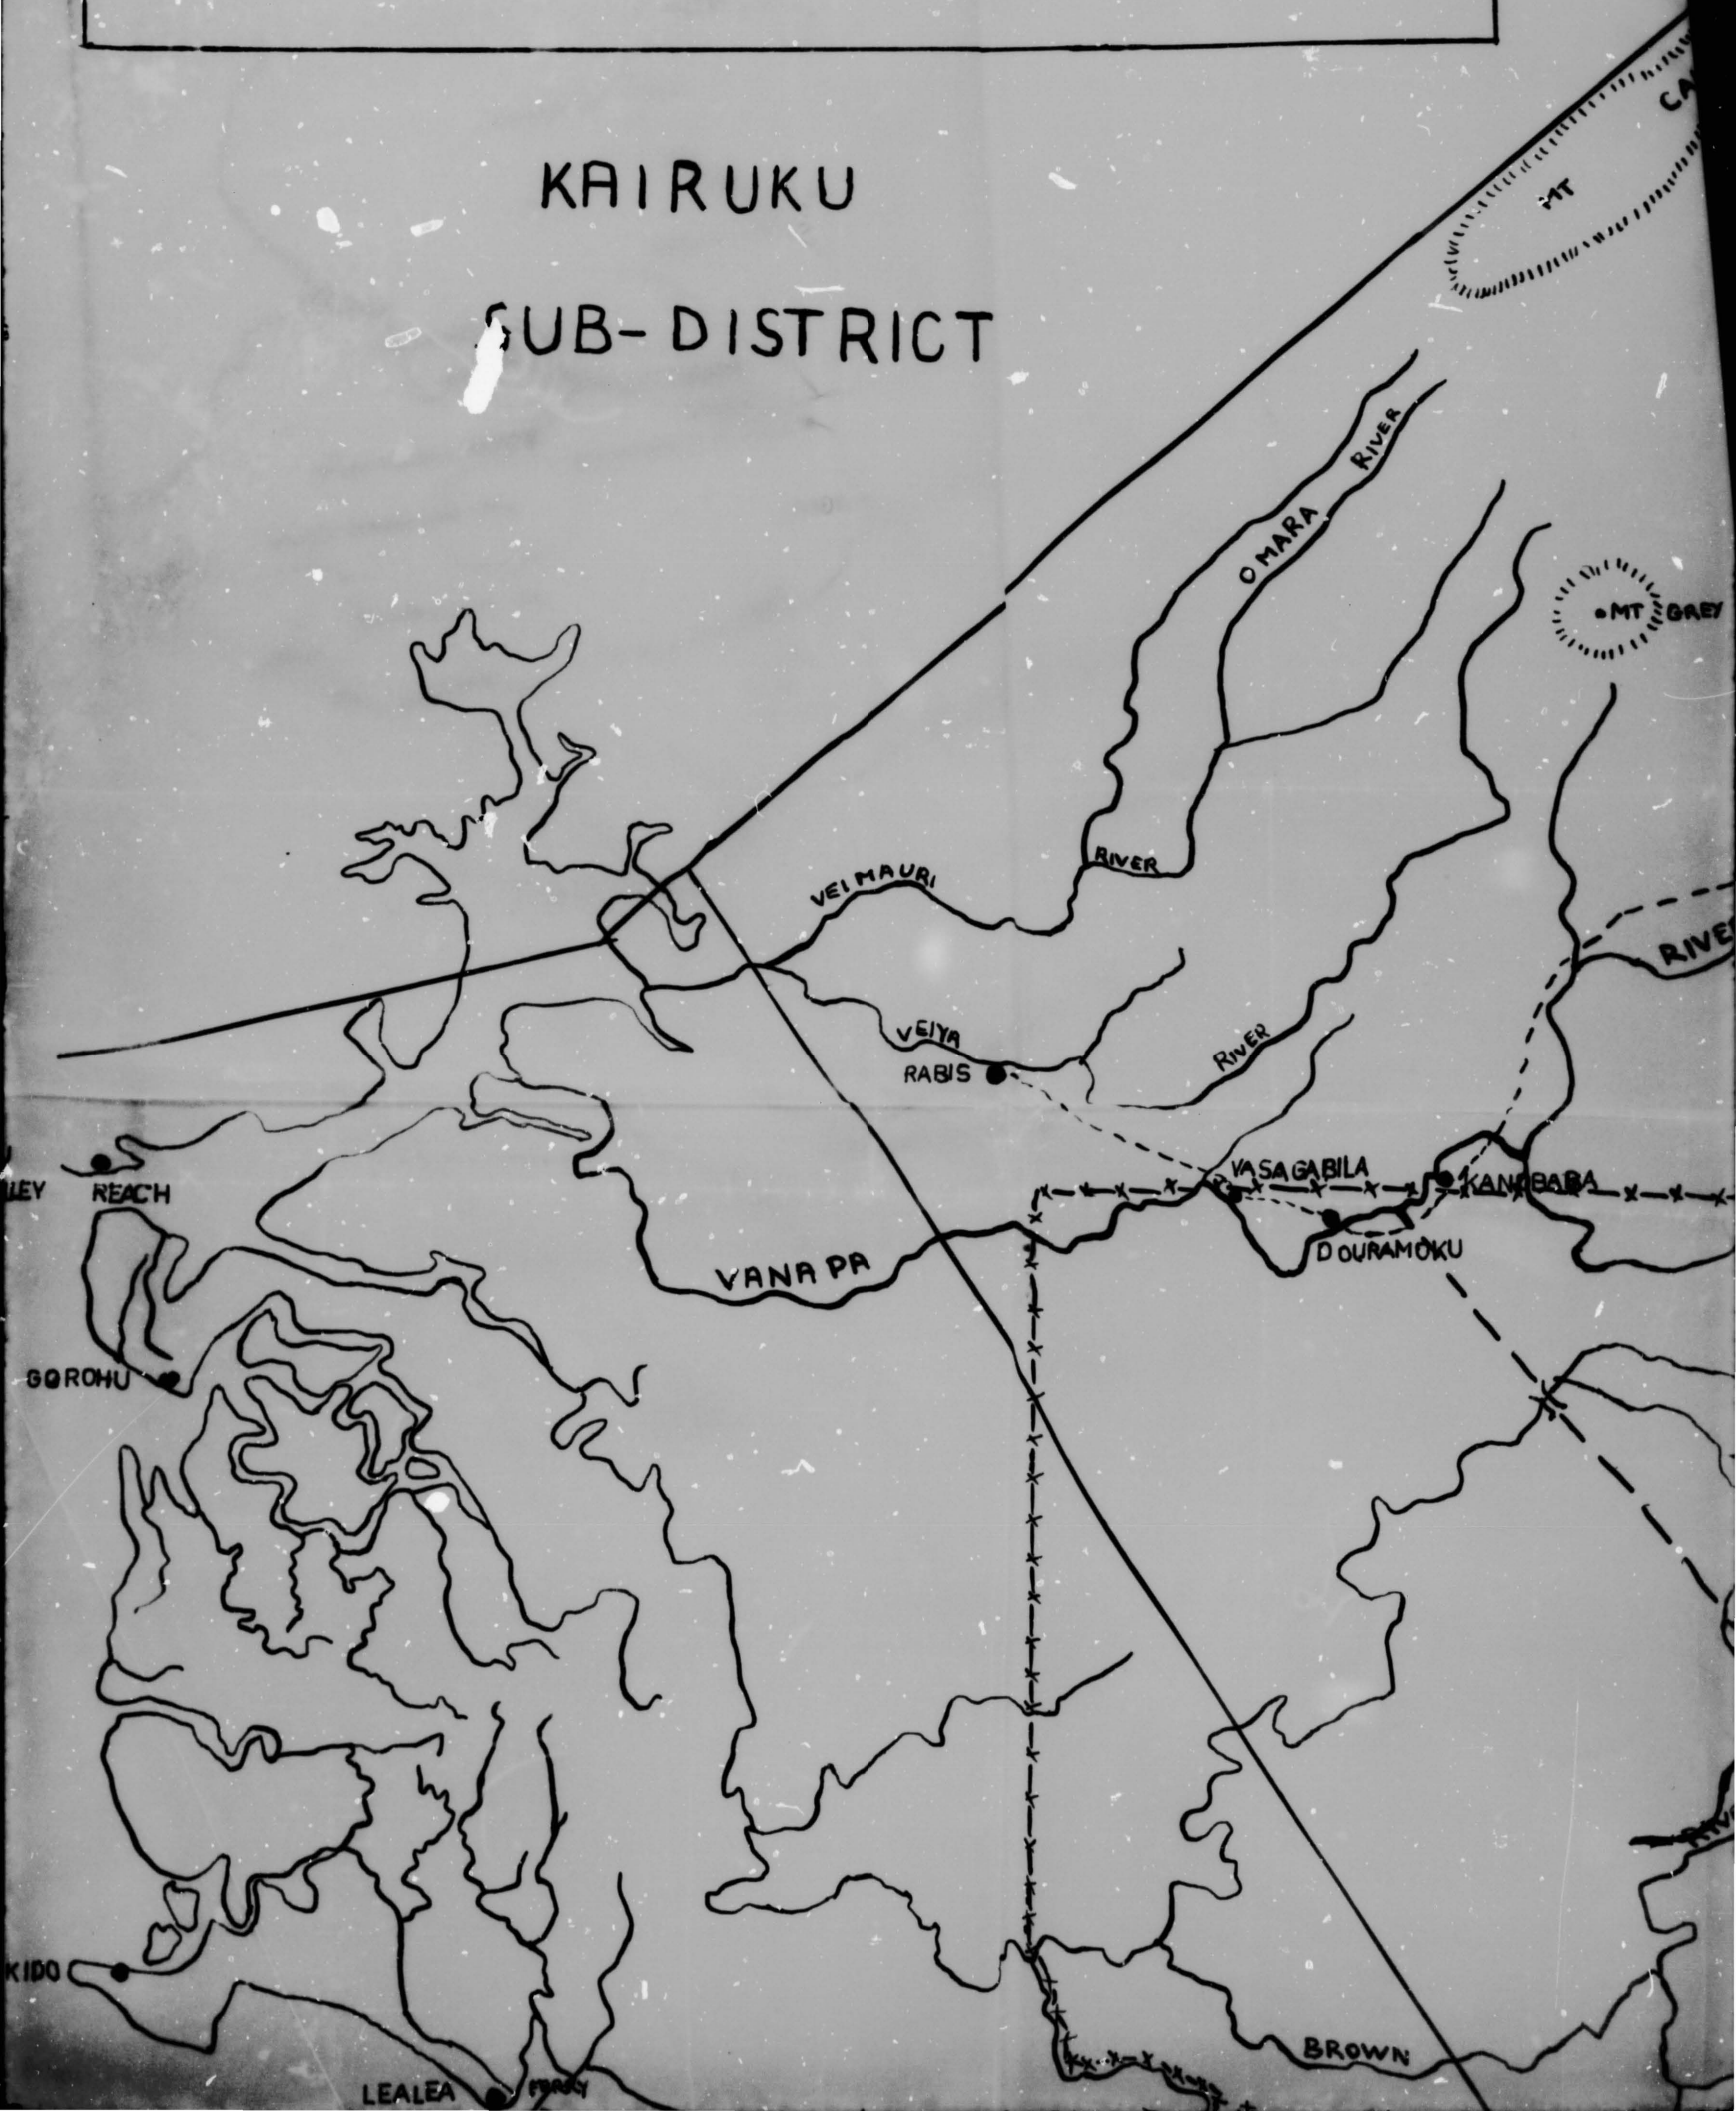 KAIRUKU
SUB-DISTRICT
MT
OMARA RIVER
MT GREY
VEIMAURI RIVER
VEIYA RIVER
RABIS
VASAGABILA
KANOBADA
DOURAMOKU
REACH
VANAPA
GOROHU
KIDO
LEALEA
BROWN